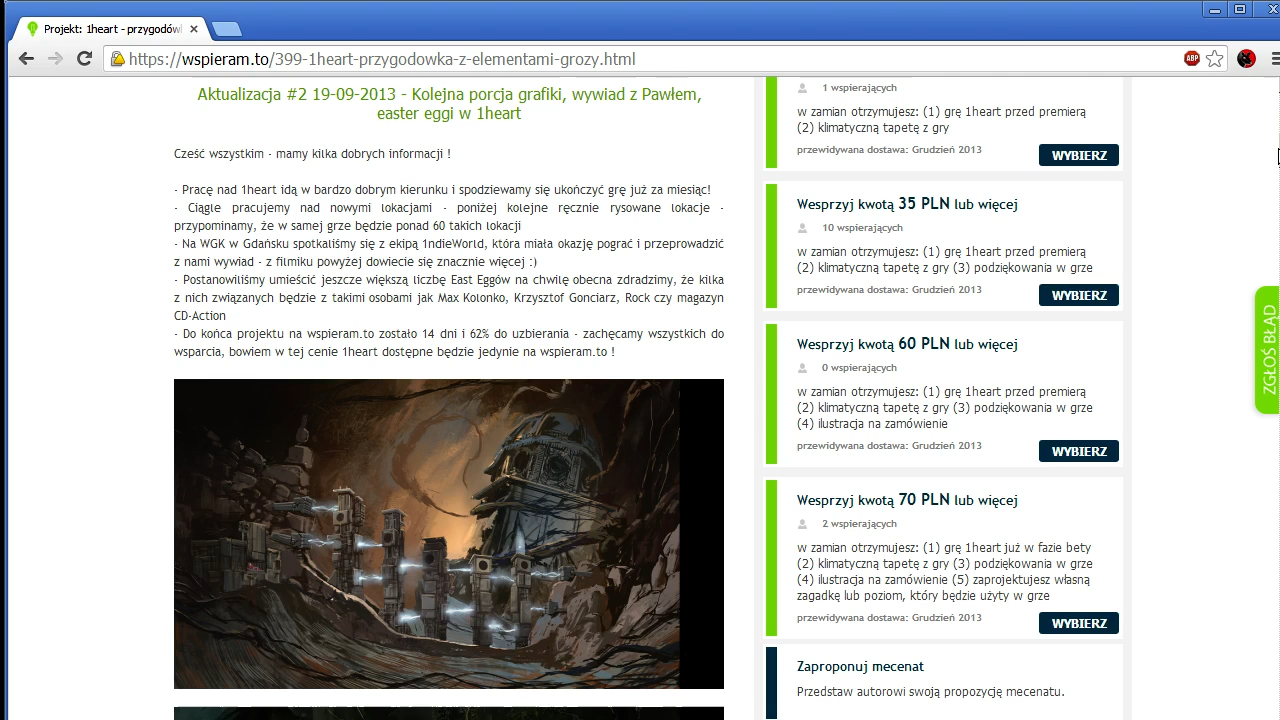 Projekt: 1heart - przygodów
https://wspieram.to/399-1heart-przygodowka-z-elementami-grozy.html
ABP
Aktualizacja #2 19-09-2013 - Kolejna porcja grafiki, wywiad z Pawłem,
easter eggi w 1heart
Cześć wszystkim - mamy kilka dobrych informacji !
- Pracę nad 1heart idą w bardzo dobrym kierunku i spodziewamy się ukończyć grę już za miesiąc!
- Ciągle pracujemy nad nowymi lokacjami - poniżej kolejne ręcznie rysowane lokacje -
przypominamy, że w samej grze będzie ponad 60 takich lokacji
- Na WGK w Gdańsku spotkaliśmy się z ekipą 1ndieWorld, która miała okazję pograć i przeprowadzić
z nami wywiad - z filmiku powyżej dowiecie się znacznie więcej :)
- Postanowiliśmy umieścić jeszcze większą liczbę East Eggów na chwilę obecna zdradzimy, że kilka
z nich związanych będzie z takimi osobami jak Max Kolonko, Krzysztof Gonciarz, Rock czy magazyn
CD-Action
- Do końca projektu na wspieram.to zostało 14 dni i 62% do uzbierania - zachęcamy wszystkich do
wsparcia, bowiem w tej cenie 1heart dostępne będzie jedynie na wspieram.to !
1 wspierających
w zamian otrzymujesz: (1) grę 1heart przed premierą
(2) klimatyczną tapetę z gry
przewidywana dostawa: Grudzień 2013
WYBIERZ
Wesprzyj kwotą 35 PLN lub więcej
10 wspierających
w zamian otrzymujesz: (1) grę 1heart przed premierą
(2) klimatyczną tapetę z gry (3) podziękowania w grze
przewidywana dostawa: Grudzień 2013
WYBIERZ
Wesprzyj kwotą 60 PLN lub więcej
0 wspierających
w zamian otrzymujesz: (1) grę 1heart przed premierą
(2) klimatyczną tapetę z gry (3) podziękowania w grze
(4) ilustracja na zamówienie
przewidywana dostawa: Grudzień 2013
WYBIERZ
Wesprzyj kwotą 70 PLN lub więcej
2 wspierających
w zamian otrzymujesz: (1) grę 1heart już w fazie bety
(2) klimatyczną tapetę z gry (3) podziękowania w grze
(4) ilustracja na zamówienie (5) zaprojektujesz własną
zagadkę lub poziom, który będzie użyty w grze
przewidywana dostawa: Grudzień 2013
WYBIERZ
Zaproponuj mecenat
Przedstaw autorowi swoją propozycję mecenatu.
ZGŁOŚ BŁĄD